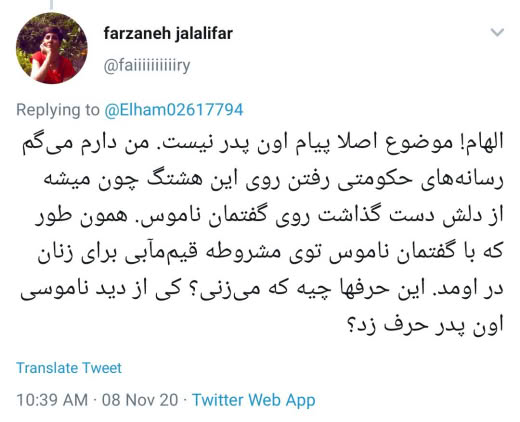 farzaneh jalalifar
@faiiiiiiiiiiry
Replying to @Elham02617794
الهام! موضوع اصلا پیام اون پدر نیست. من دارم می‌گم
رسانه‌های حکومتی رفتن روی این هشتگ چون میشه
از دلش دست گذاشت روی گفتمان ناموس. همون طور
که با گفتمان ناموس توی مشروطه قیم‌مآبی برای زنان
در اومد. این حرفها چیه که می‌زنی؟ کی از دید ناموسی
اون پدر حرف زد؟
Translate Tweet
10:39 AM · 08 Nov 20 · Twitter Web App